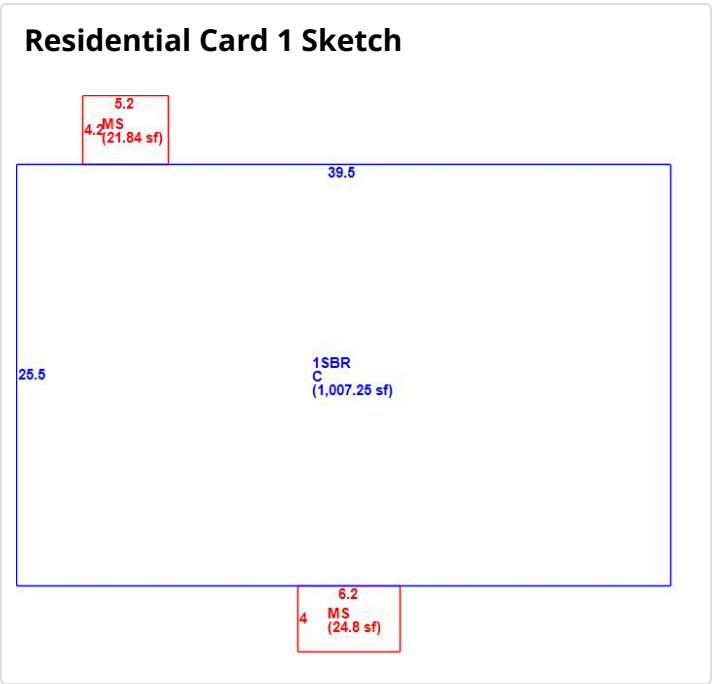 Residential Card 1 Sketch
5.2
4.2
MS
(21.84 sf)
39.5
25.5
1SBR
C
(1,007.25 sf)
6.2
4
MS
(24.8 sf)